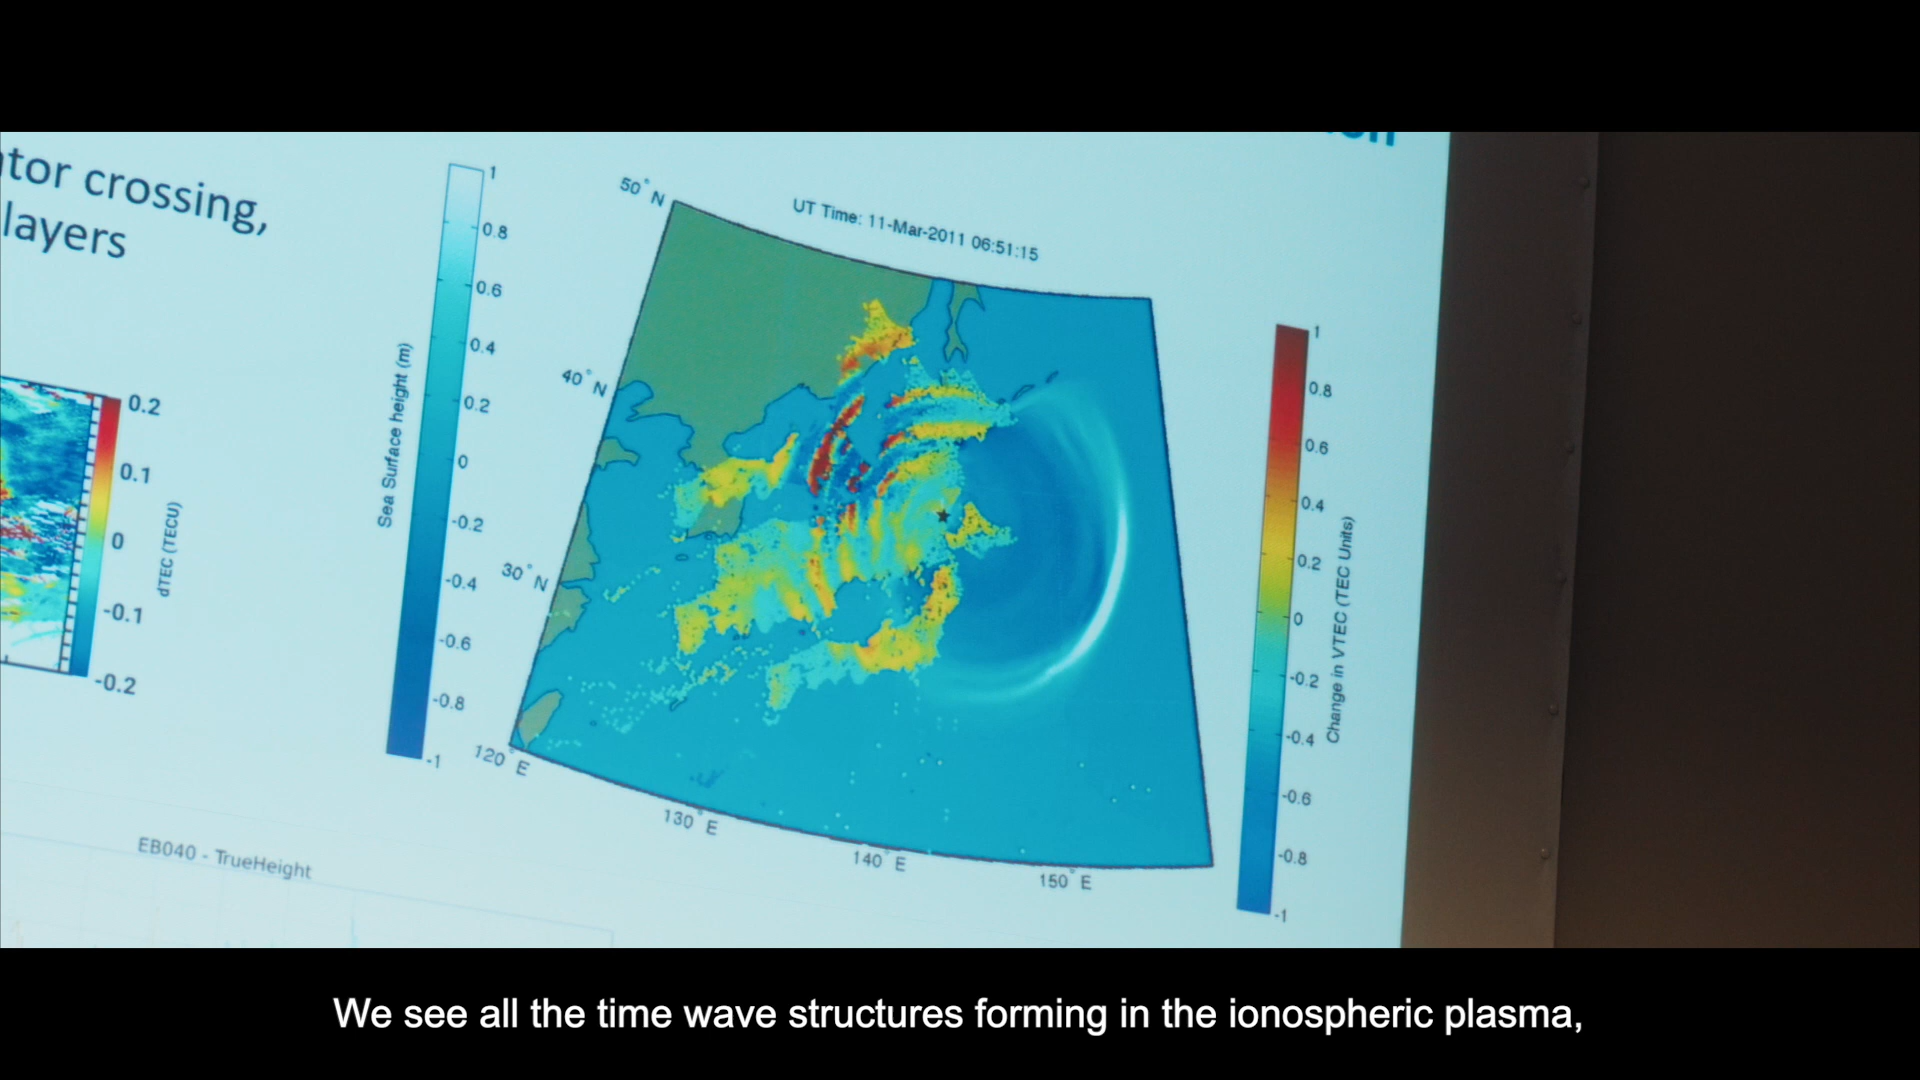 crossing,
layers
1
0.8
0.6
0.4
0.2
0
-0.2
-0.4
-0.6
-0.8
-1
Sea Surface height (m)
UT Time: 11-Mar-2011 06:51:15
50° N
40° N
30° N
120° E
130° E
140° E
150° E
1
0.8
0.6
0.4
0.2
0
-0.2
-0.4
-0.6
-0.8
-1
Change in VTEC (TEC Units)
0.2
0.1
0
-0.1
-0.2
dTEC (TECU)
EB040 - TrueHeight
We see all the time wave structures forming in the ionospheric plasma,